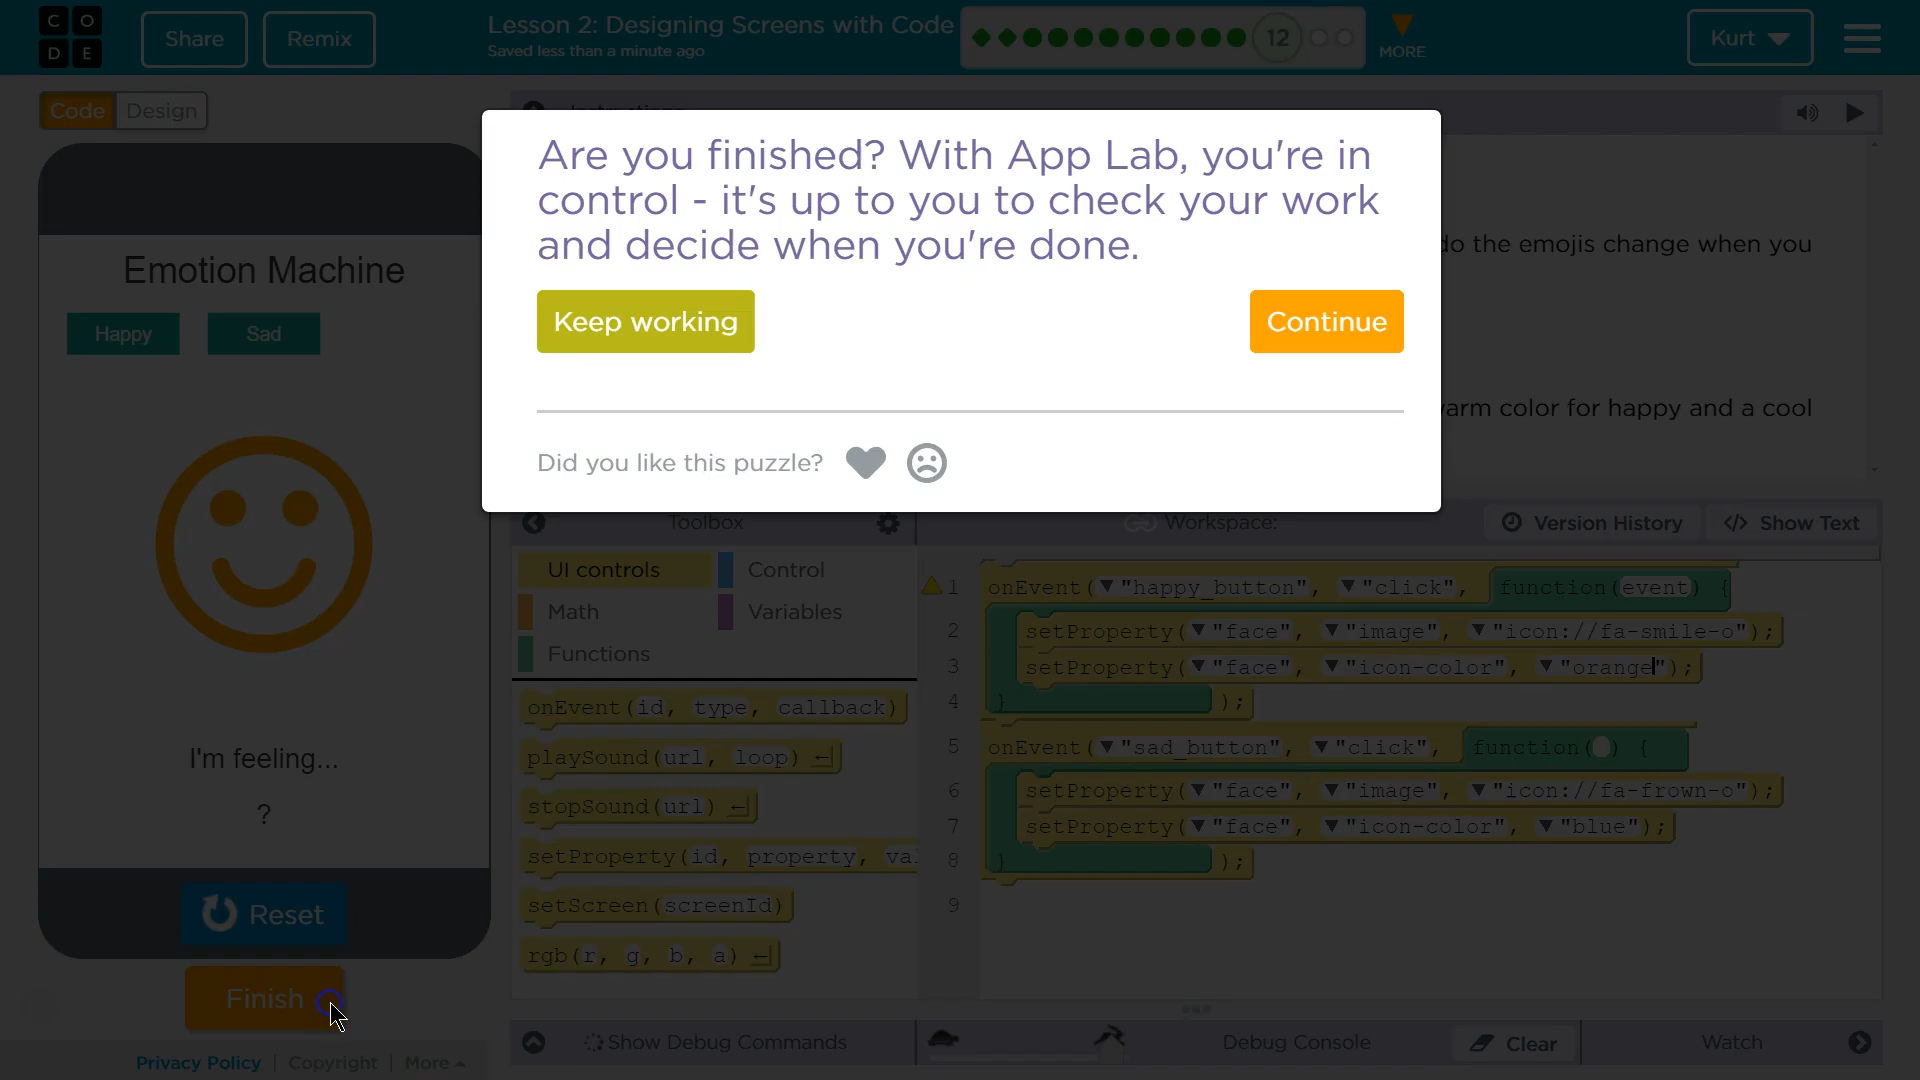 CODE
Share
Remix
Lesson 2: Designing Screens with Code
Saved less than a minute ago
12
MORE
Kurt
Code
Design
Are you finished? With App Lab, you're in
control - it's up to you to check your work
and decide when you're done.
Keep working
Continue
Did you like this puzzle?
do the emojis change when you
warm color for happy and a cool
Emotion Machine
Happy
Sad
I'm feeling...
?
Reset
Finish
Privacy Policy | Copyright | More
Toolbox
UI controls
Control
Math
Variables
Functions
onEvent(id, type, callback)
playSound(url, loop)
stopSound(url)
setProperty(id, property, val
setScreen(screenId)
rgb(r, g, b, a)
Workspace:
Version History
</> Show Text
1 onEvent("happy_button", "click", function(event) {
2 setProperty("face", "image", "icon://fa-smile-o");
3 setProperty("face", "icon-color", "orange");
4 } );
5 onEvent("sad_button", "click", function() {
6 setProperty("face", "image", "icon://fa-frown-o");
7 setProperty("face", "icon-color", "blue");
8 } );
9
Show Debug Commands
Debug Console
Clear
Watch